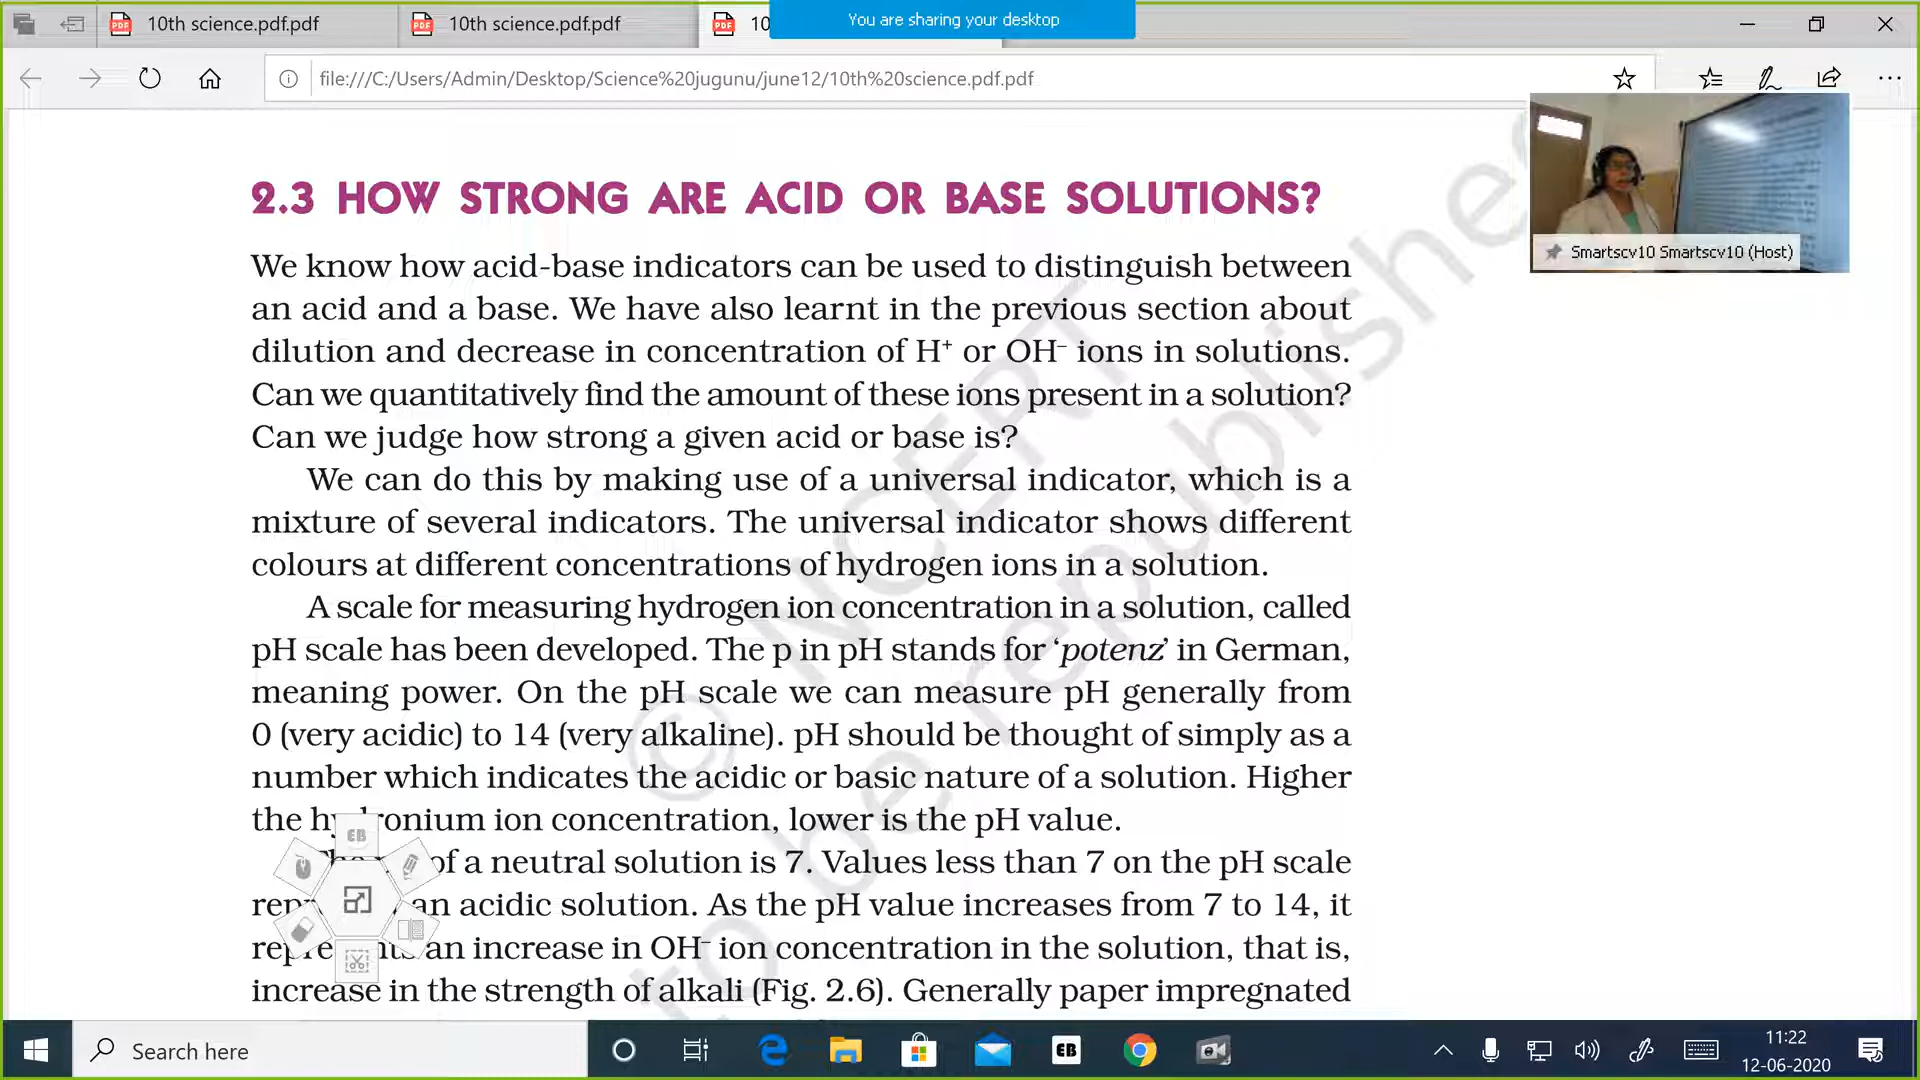 10th science.pdf.pdf
10th science.pdf.pdf
10
You are sharing your desktop
file:///C:/Users/Admin/Desktop/Science%20jugunu/june12/10th%20science.pdf.pdf
Smartscv10 Smartscv10 (Host)
2.3 HOW STRONG ARE ACID OR BASE SOLUTIONS?
We know how acid-base indicators can be used to distinguish between
an acid and a base. We have also learnt in the previous section about
dilution and decrease in concentration of H⁺ or OH⁻ ions in solutions.
Can we quantitatively find the amount of these ions present in a solution?
Can we judge how strong a given acid or base is?
We can do this by making use of a universal indicator, which is a
mixture of several indicators. The universal indicator shows different
colours at different concentrations of hydrogen ions in a solution.
A scale for measuring hydrogen ion concentration in a solution, called
pH scale has been developed. The p in pH stands for ‘potenz’ in German,
meaning power. On the pH scale we can measure pH generally from
0 (very acidic) to 14 (very alkaline). pH should be thought of simply as a
number which indicates the acidic or basic nature of a solution. Higher
the hydronium ion concentration, lower is the pH value.
of a neutral solution is 7. Values less than 7 on the pH scale
an acidic solution. As the pH value increases from 7 to 14, it
represents an increase in OH⁻ ion concentration in the solution, that is,
increase in the strength of alkali (Fig. 2.6). Generally paper impregnated
© NCERT
to be republished
EB
Search here
EB
11:22
12-06-2020